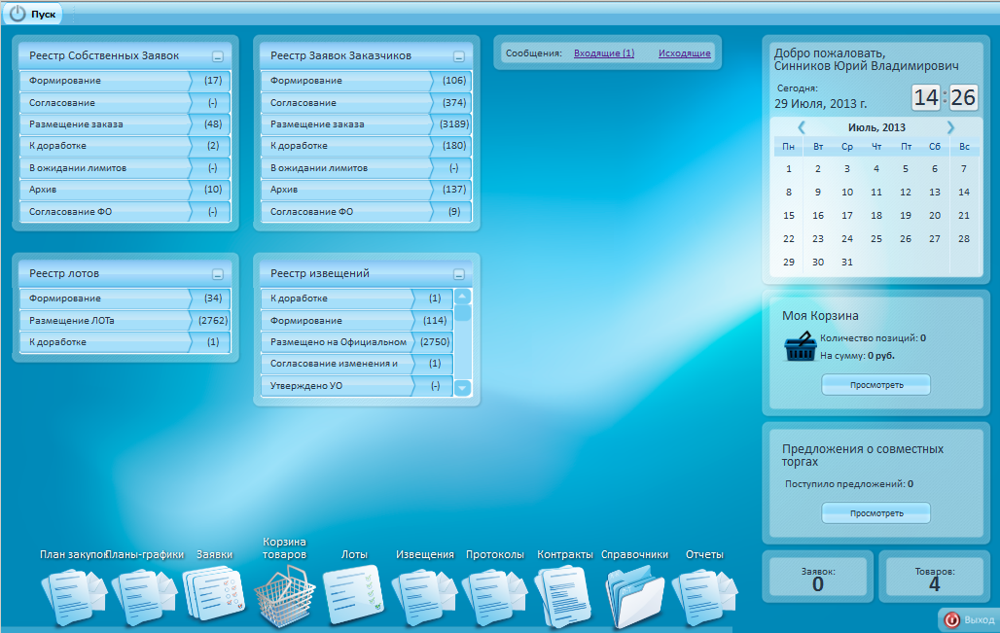 Пуск
Реестр Собственных Заявок
Формирование (17)
Согласование (-)
Размещение заказа (48)
К доработке (2)
В ожидании лимитов (-)
Архив (10)
Согласование ФО (-)
Реестр Заявок Заказчиков
Формирование (106)
Согласование (374)
Размещение заказа (3189)
К доработке (180)
В ожидании лимитов (-)
Архив (137)
Согласование ФО (9)
Сообщения: Входящие (1) Исходящие
Добро пожаловать,
Синников Юрий Владимирович
Сегодня:
29 Июля, 2013 г.
14:26
Июль, 2013
Пн Вт Ср Чт Пт Сб Вс
1 2 3 4 5 6 7
8 9 10 11 12 13 14
15 16 17 18 19 20 21
22 23 24 25 26 27 28
29 30 31
Реестр лотов
Формирование (34)
Размещение ЛОТа (2762)
К доработке (1)
Реестр извещений
К доработке (1)
Формирование (114)
Размещено на Официальном (2750)
Согласование изменения и (1)
Утверждено УО (-)
Моя Корзина
Количество позиций: 0
На сумму: 0 руб.
Просмотреть
Предложения о совместных
торгах
Поступило предложений: 0
Просмотреть
План закупок
Планы-графики
Заявки
Корзина
товаров
Лоты
Извещения
Протоколы
Контракты
Справочники
Отчеты
Заявок:
0
Товаров:
4
Выход